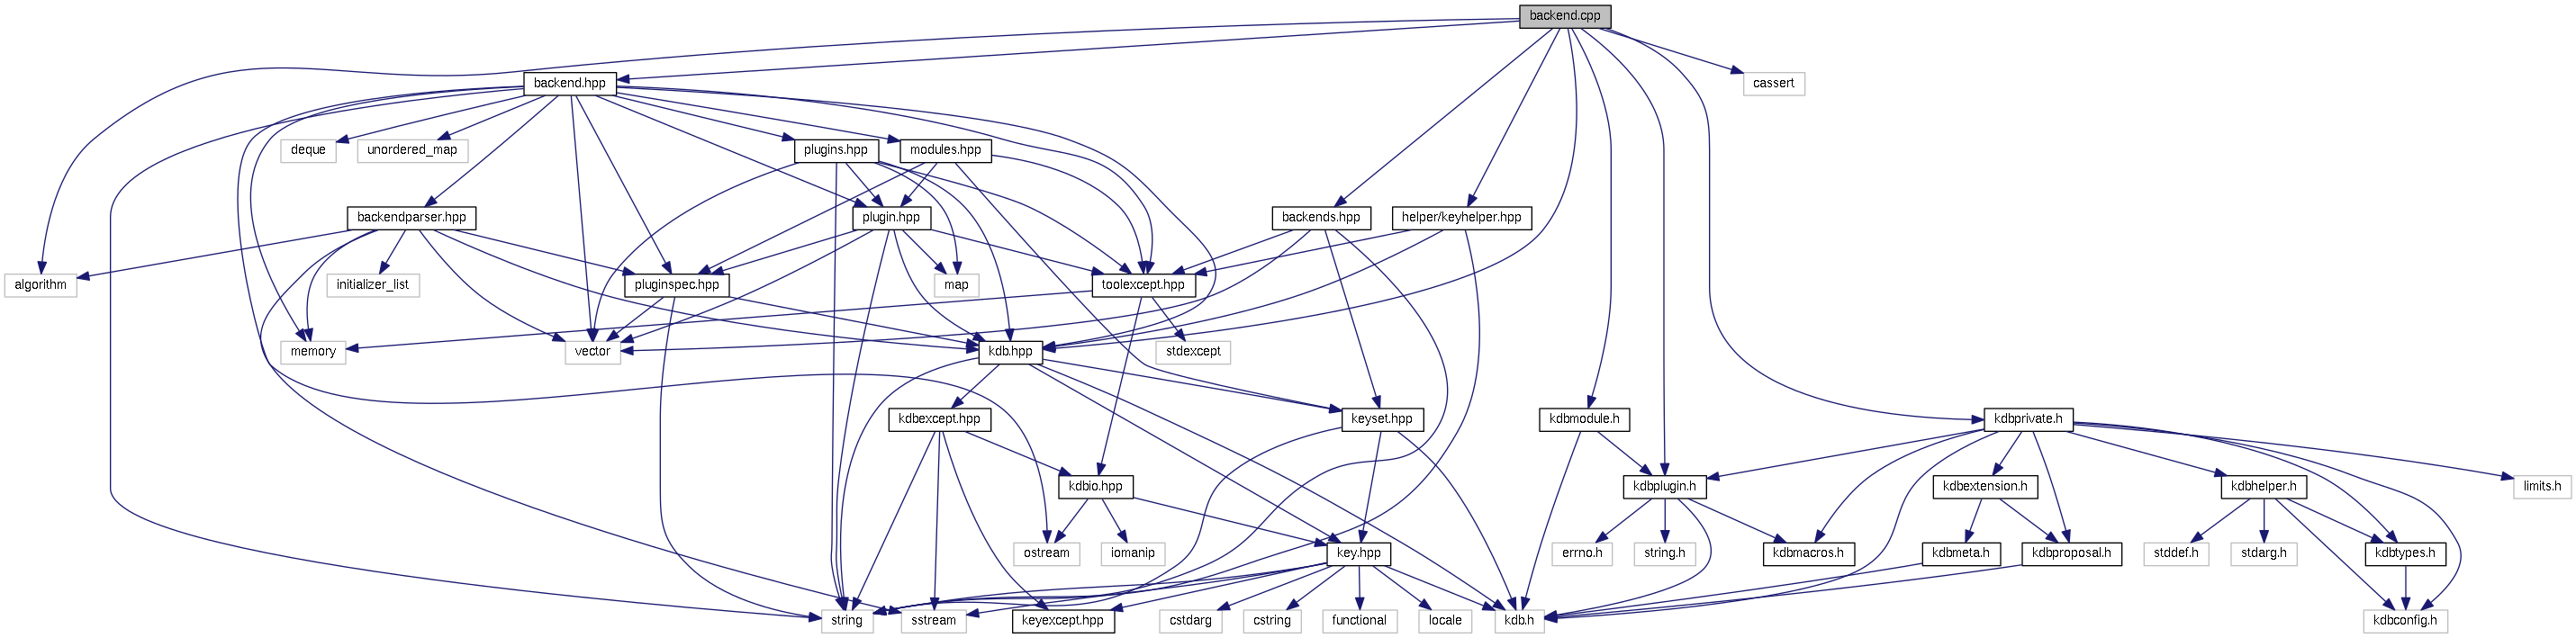 backend.cpp
backend.hpp
cassert
deque
unordered_map
plugins.hpp
modules.hpp
backendparser.hpp
plugin.hpp
backends.hpp
helper/keyhelper.hpp
algorithm
initializer_list
pluginspec.hpp
map
toolexcept.hpp
memory
vector
kdb.hpp
stdexcept
kdbexcept.hpp
keyset.hpp
kdbmodule.h
kdbprivate.h
kdbio.hpp
kdbplugin.h
kdbextension.h
kdbhelper.h
limits.h
ostream
iomanip
key.hpp
errno.h
string.h
kdbmacros.h
kdbmeta.h
kdbproposal.h
stddef.h
stdarg.h
kdbtypes.h
string
sstream
keyexcept.hpp
cstdarg
cstring
functional
locale
kdb.h
kdbconfig.h